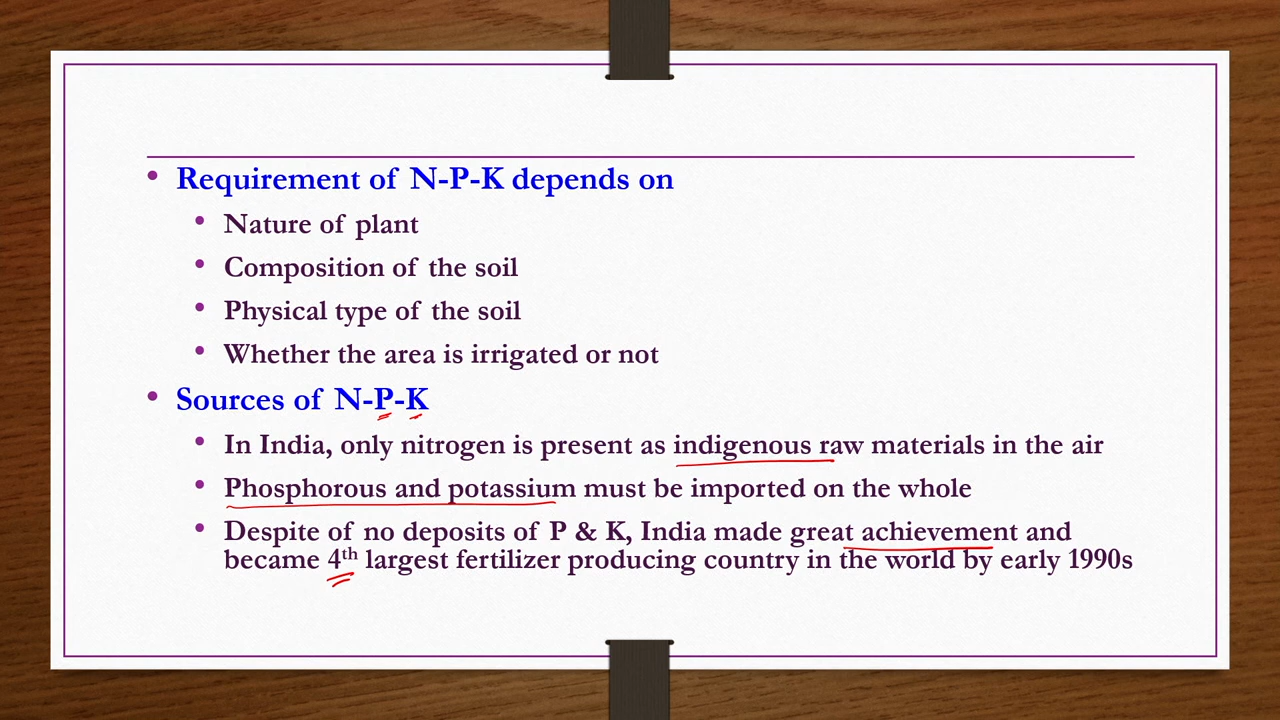 • Requirement of N-P-K depends on
• Nature of plant
• Composition of the soil
• Physical type of the soil
• Whether the area is irrigated or not
• Sources of N-P-K
• In India, only nitrogen is present as indigenous raw materials in the air
• Phosphorous and potassium must be imported on the whole
• Despite of no deposits of P & K, India made great achievement and
became 4th largest fertilizer producing country in the world by early 1990s